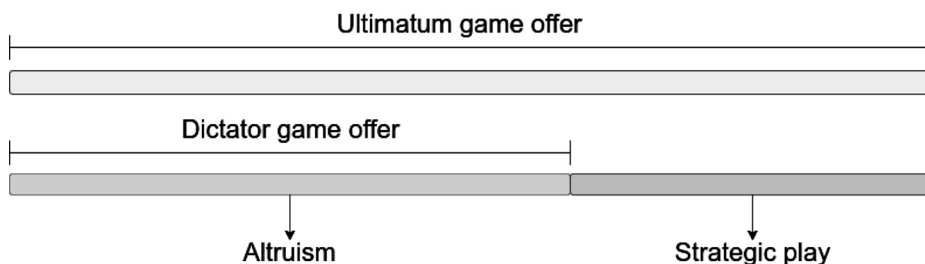 Ultimatum game offer
Dictator game offer
Altruism
Strategic play